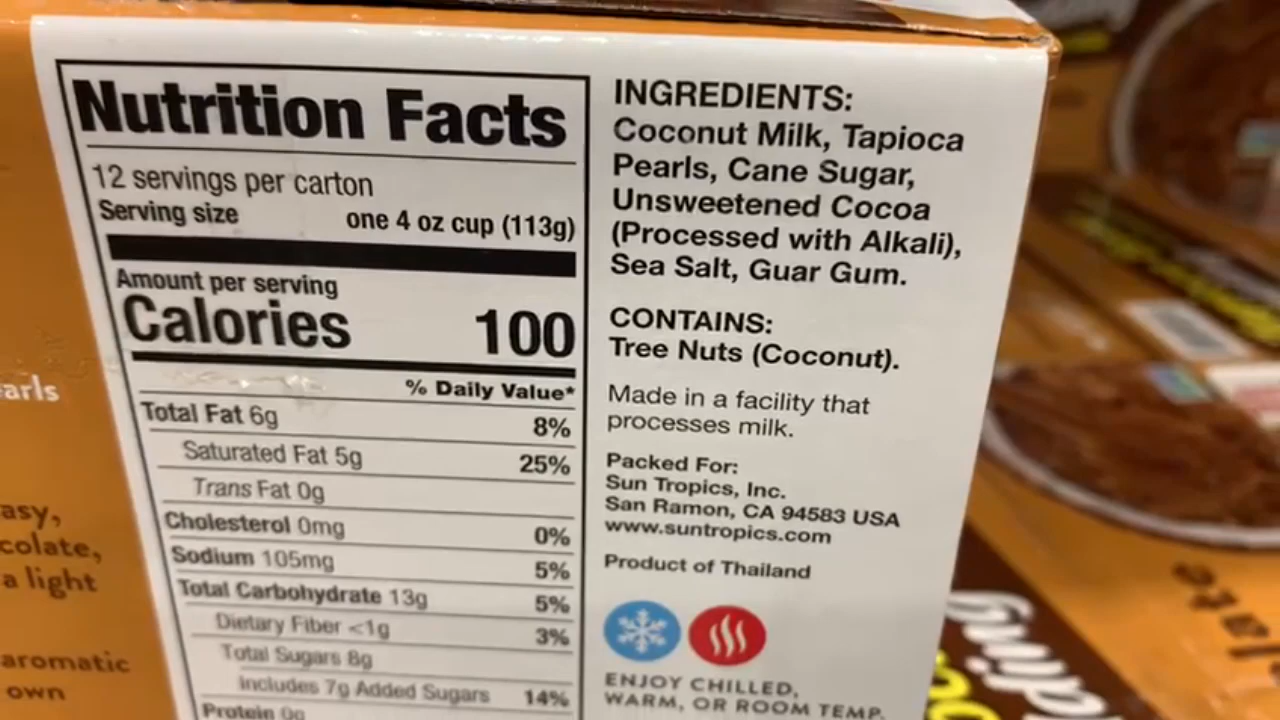 Nutrition Facts
12 servings per carton
Serving size one 4 oz cup (113g)
Amount per serving
Calories 100
% Daily Value*
Total Fat 6g 8%
Saturated Fat 5g 25%
Trans Fat 0g
Cholesterol 0mg 0%
Sodium 105mg 5%
Total Carbohydrate 13g 5%
Dietary Fiber <1g 3%
Total Sugars 8g
Includes 7g Added Sugars 14%
Protein 0g
INGREDIENTS:
Coconut Milk, Tapioca
Pearls, Cane Sugar,
Unsweetened Cocoa
(Processed with Alkali),
Sea Salt, Guar Gum.
CONTAINS:
Tree Nuts (Coconut).
Made in a facility that
processes milk.
Packed For:
Sun Tropics, Inc.
San Ramon, CA 94583 USA
www.suntropics.com
Product of Thailand
ENJOY CHILLED,
WARM, OR ROOM TEMP.
arls
asy,
colate,
a light
aromatic
own